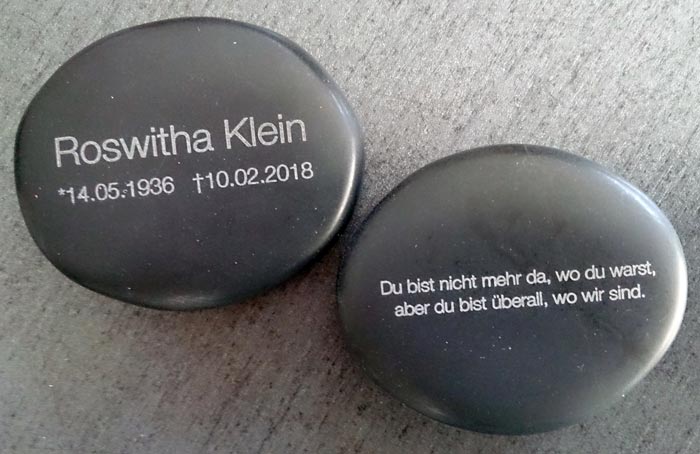 Roswitha Klein
*14.05.1936 †10.02.2018
Du bist nicht mehr da, wo du warst,
aber du bist überall, wo wir sind.